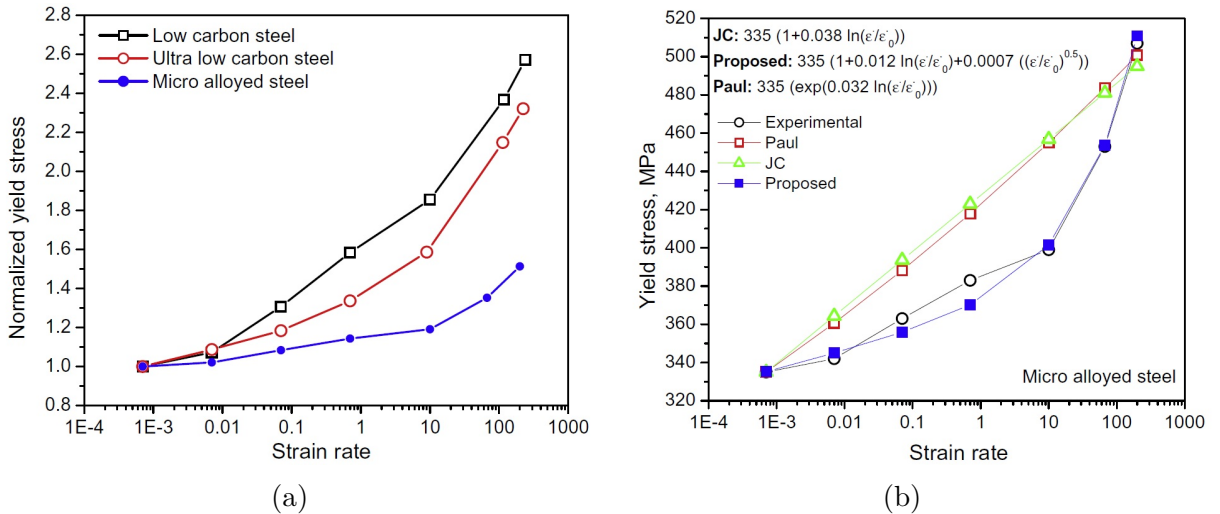 Normalized yield stress
2.8
2.6
2.4
2.2
2.0
1.8
1.6
1.4
1.2
1.0
0.8
Low carbon steel
Ultra low carbon steel
Micro alloyed steel
1E-4 1E-3 0.01 0.1 1 10 100 1000
Strain rate
(a)
Yield stress, MPa
520
500
480
460
440
420
400
380
360
340
320
JC: 335 (1+0.038 ln(ε̇/ε̇₀))
Proposed: 335 (1+0.012 ln(ε̇/ε̇₀)+0.0007 ((ε̇/ε̇₀)^0.5))
Paul: 335 (exp(0.032 ln(ε̇/ε̇₀)))
Experimental
Paul
JC
Proposed
Micro alloyed steel
1E-4 1E-3 0.01 0.1 1 10 100 1000
Strain rate
(b)